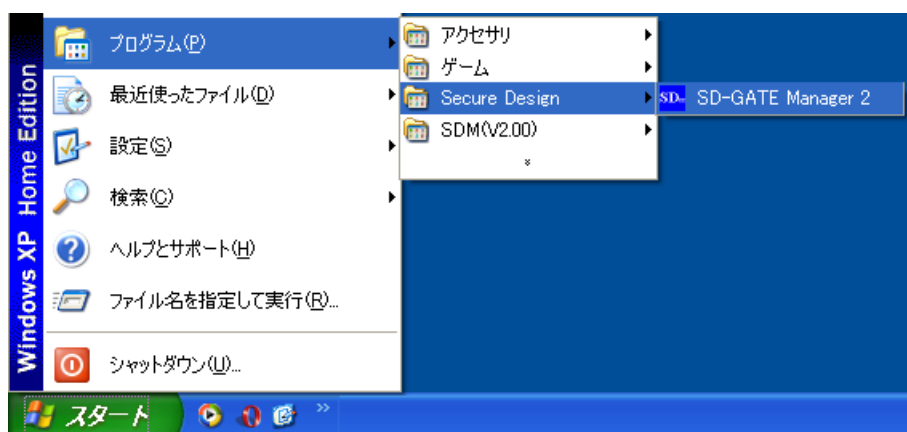 Windows XP Home Edition
プログラム(P)
最近使ったファイル(D)
設定(S)
検索(C)
ヘルプとサポート(H)
ファイル名を指定して実行(R)...
シャットダウン(U)...
アクセサリ
ゲーム
Secure Design
SDM(V2.00)
SD-GATE Manager 2
スタート